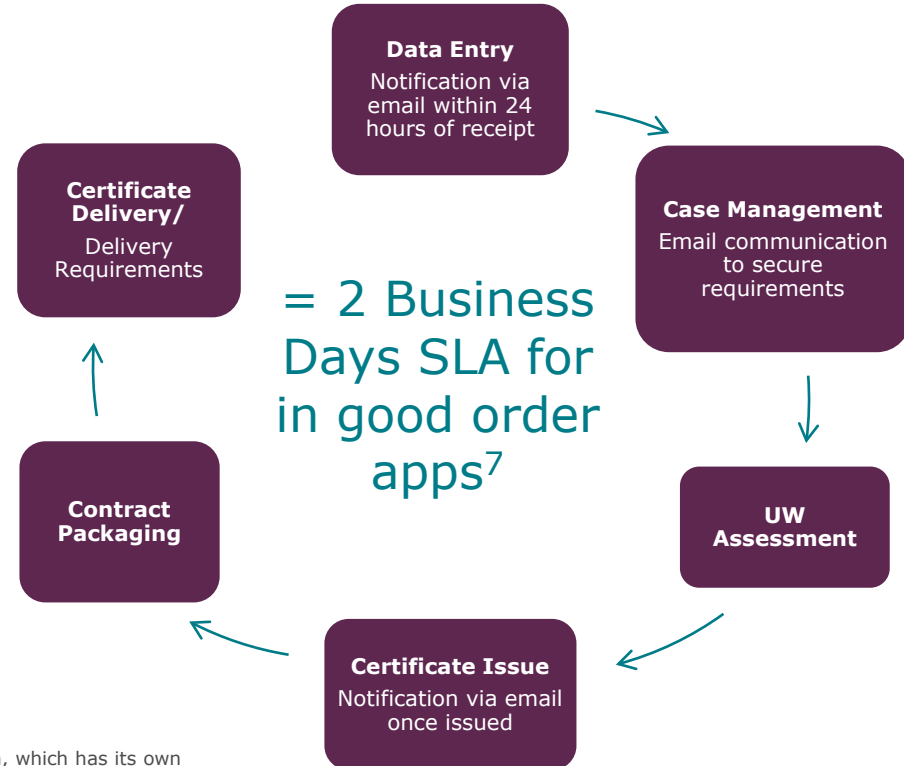 Data Entry
Notification via
email within 24
hours of receipt
Case Management
Email communication
to secure
requirements
UW
Assessment
Certificate Issue
Notification via email
once issued
Contract
Packaging
Certificate
Delivery/
Delivery
Requirements
= 2 Business
Days SLA for
in good order
apps⁷
, which has its own